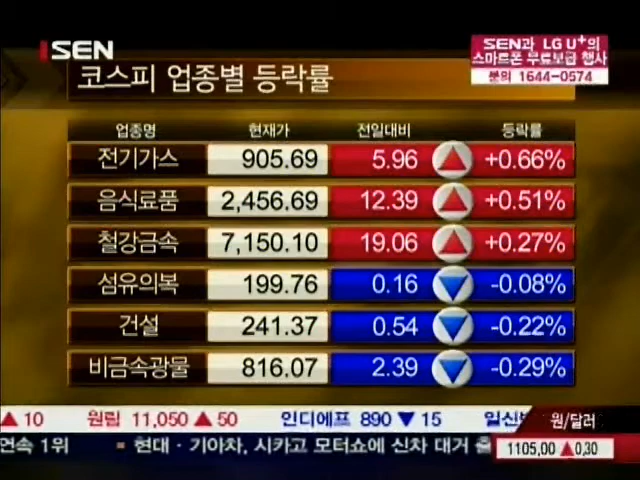 SEN
SEN과 LG U+의
스마트폰 무료보급 행사
문의 1644-0574
코스피 업종별 등락률
업종명 현재가 전일대비 등락률
전기가스 905.69 5.96 ▲ +0.66%
음식료품 2,456.69 12.39 ▲ +0.51%
철강금속 7,150.10 19.06 ▲ +0.27%
섬유의복 199.76 0.16 ▼ -0.08%
건설 241.37 0.54 ▼ -0.22%
비금속광물 816.07 2.39 ▼ -0.29%
▲ 10 원림 11,050 ▲ 50 인디에프 890 ▼ 15 일신 원/달러
연속 1위 ▪ 현대 · 기아차, 시카고 모터쇼에 신차 대거 출 1105,00 ▲0,30